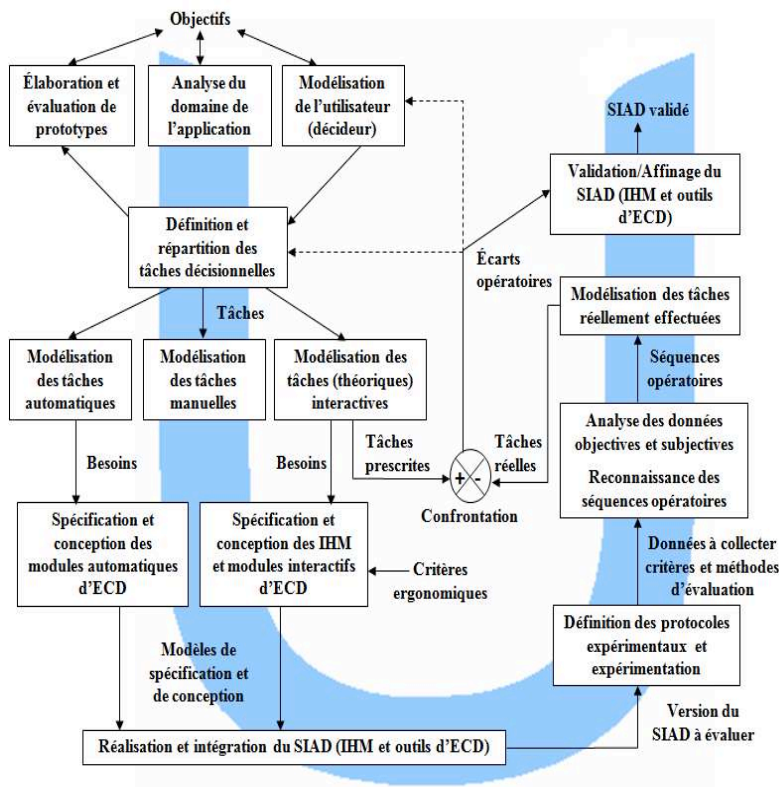 Objectifs
Élaboration et
évaluation de
prototypes
Analyse du
domaine de
l'application
Modélisation
de l'utilisateur
(décideur)
SIAD validé
Validation/Affinage du
SIAD (IHM et outils
d'ECD)
Définition et
répartition des
tâches décisionnelles
Écarts
opératoires
Modélisation des tâches
réellement effectuées
Tâches
Modélisation
des tâches
automatiques
Modélisation
des tâches
manuelles
Modélisation des
tâches (théoriques)
interactives
Séquences
opératoires
Analyse des données
objectives et subjectives
Reconnaissance des
séquences opératoires
Besoins
Besoins
Tâches
prescrites
Tâches
réelles
+ -
Confrontation
Spécification et
conception des
modules automatiques
d'ECD
Spécification et
conception des IHM
et modules interactifs
d'ECD
Critères
ergonomiques
Données à collecter
critères et méthodes
d'évaluation
Définition des protocoles
expérimentaux et
expérimentation
Modèles de
spécification et
de conception
Version du
SIAD à évaluer
Réalisation et intégration du SIAD (IHM et outils d'ECD)